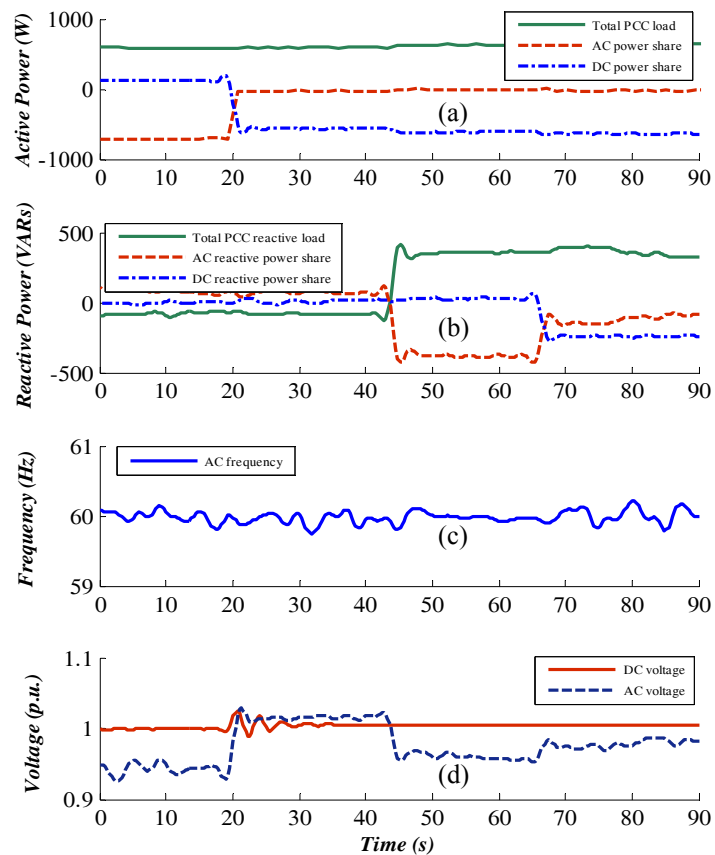 Active Power (W)
1000
0
-1000
Total PCC load
AC power share
DC power share
(a)
0 10 20 30 40 50 60 70 80 90
Reactive Power (VARs)
500
0
-500
Total PCC reactive load
AC reactive power share
DC reactive power share
(b)
0 10 20 30 40 50 60 70 80 90
Frequency (Hz)
61
60
59
AC frequency
(c)
0 10 20 30 40 50 60 70 80 90
Voltage (p.u.)
1.1
1
0.9
DC voltage
AC voltage
(d)
0 10 20 30 40 50 60 70 80 90
Time (s)